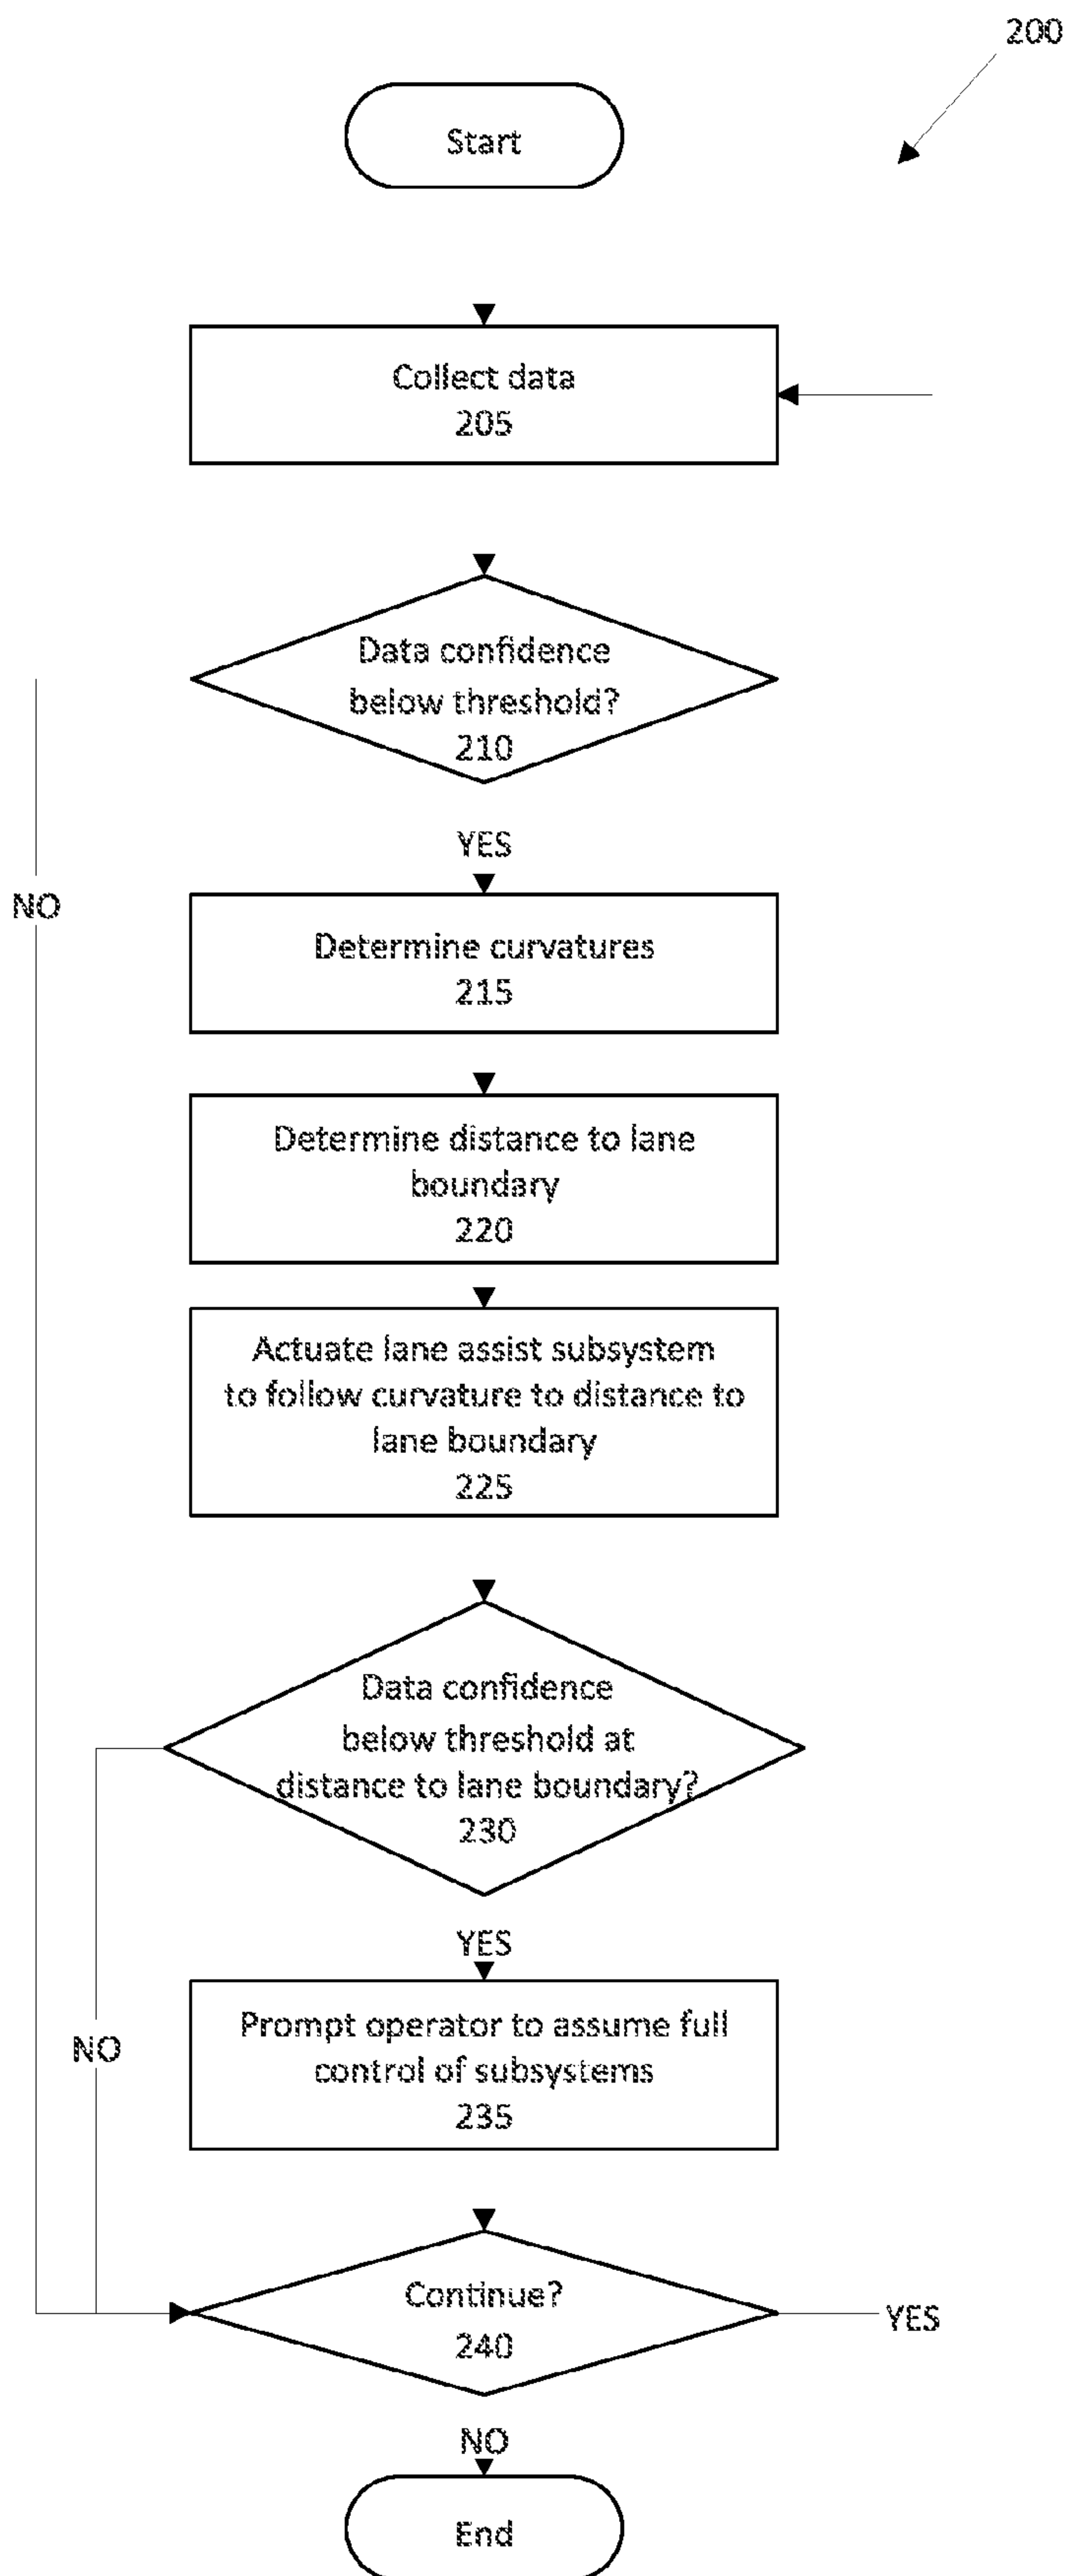 200
Start
Collect data
205
Data confidence
below threshold?
210
YES
NO
Determine curvatures
215
Determine distance to lane
boundary
220
Actuate lane assist subsystem
to follow curvature to distance to
lane boundary
225
Data confidence
below threshold at
distance to lane boundary?
230
YES
Prompt operator to assume full
control of subsystems
235
NO
Continue?
240
YES
NO
End